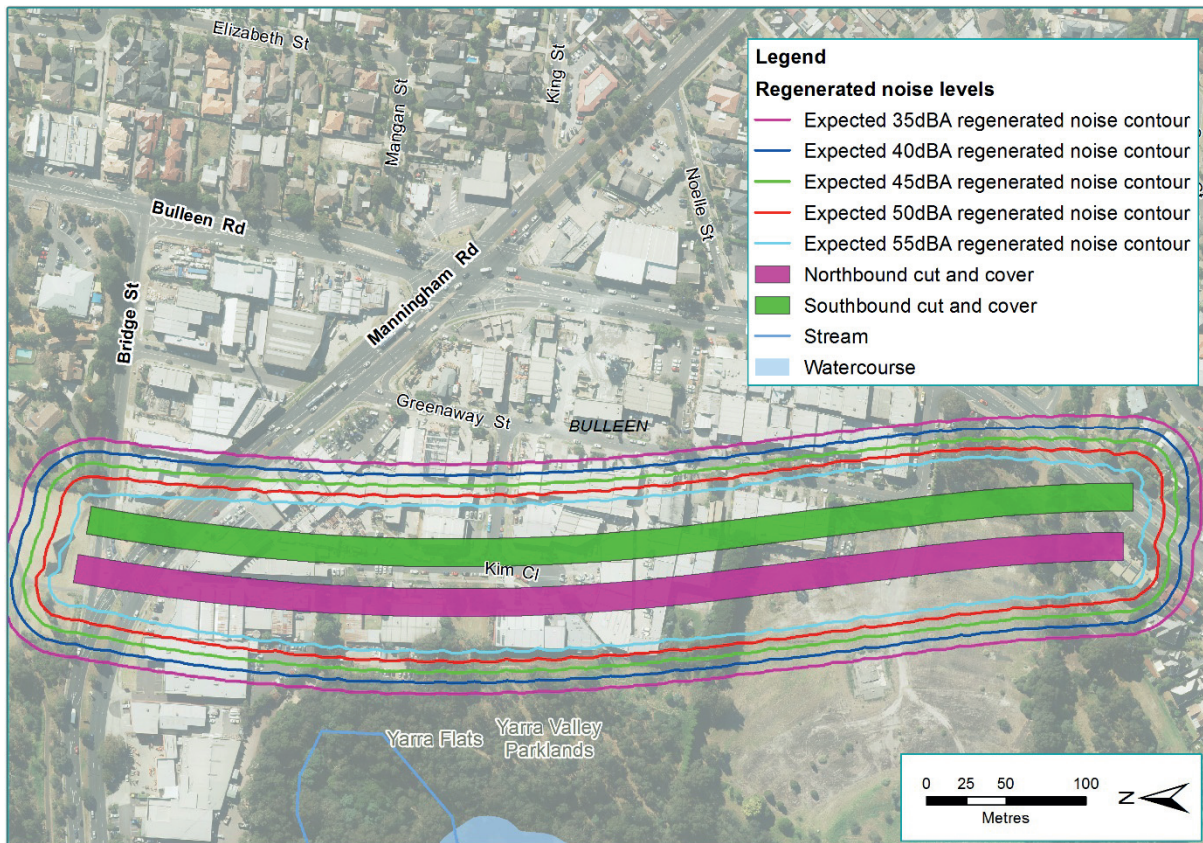 Elizabeth St
Mangan St
King St
Noelle St
Bulleen Rd
Manningham Rd
Bridge St
Greenaway St
BULLEEN
Kim Cl
Yarra Flats
Yarra Valley
Parklands
Legend
Regenerated noise levels
Expected 35dBA regenerated noise contour
Expected 40dBA regenerated noise contour
Expected 45dBA regenerated noise contour
Expected 50dBA regenerated noise contour
Expected 55dBA regenerated noise contour
Northbound cut and cover
Southbound cut and cover
Stream
Watercourse
0 25 50 100
Metres
N